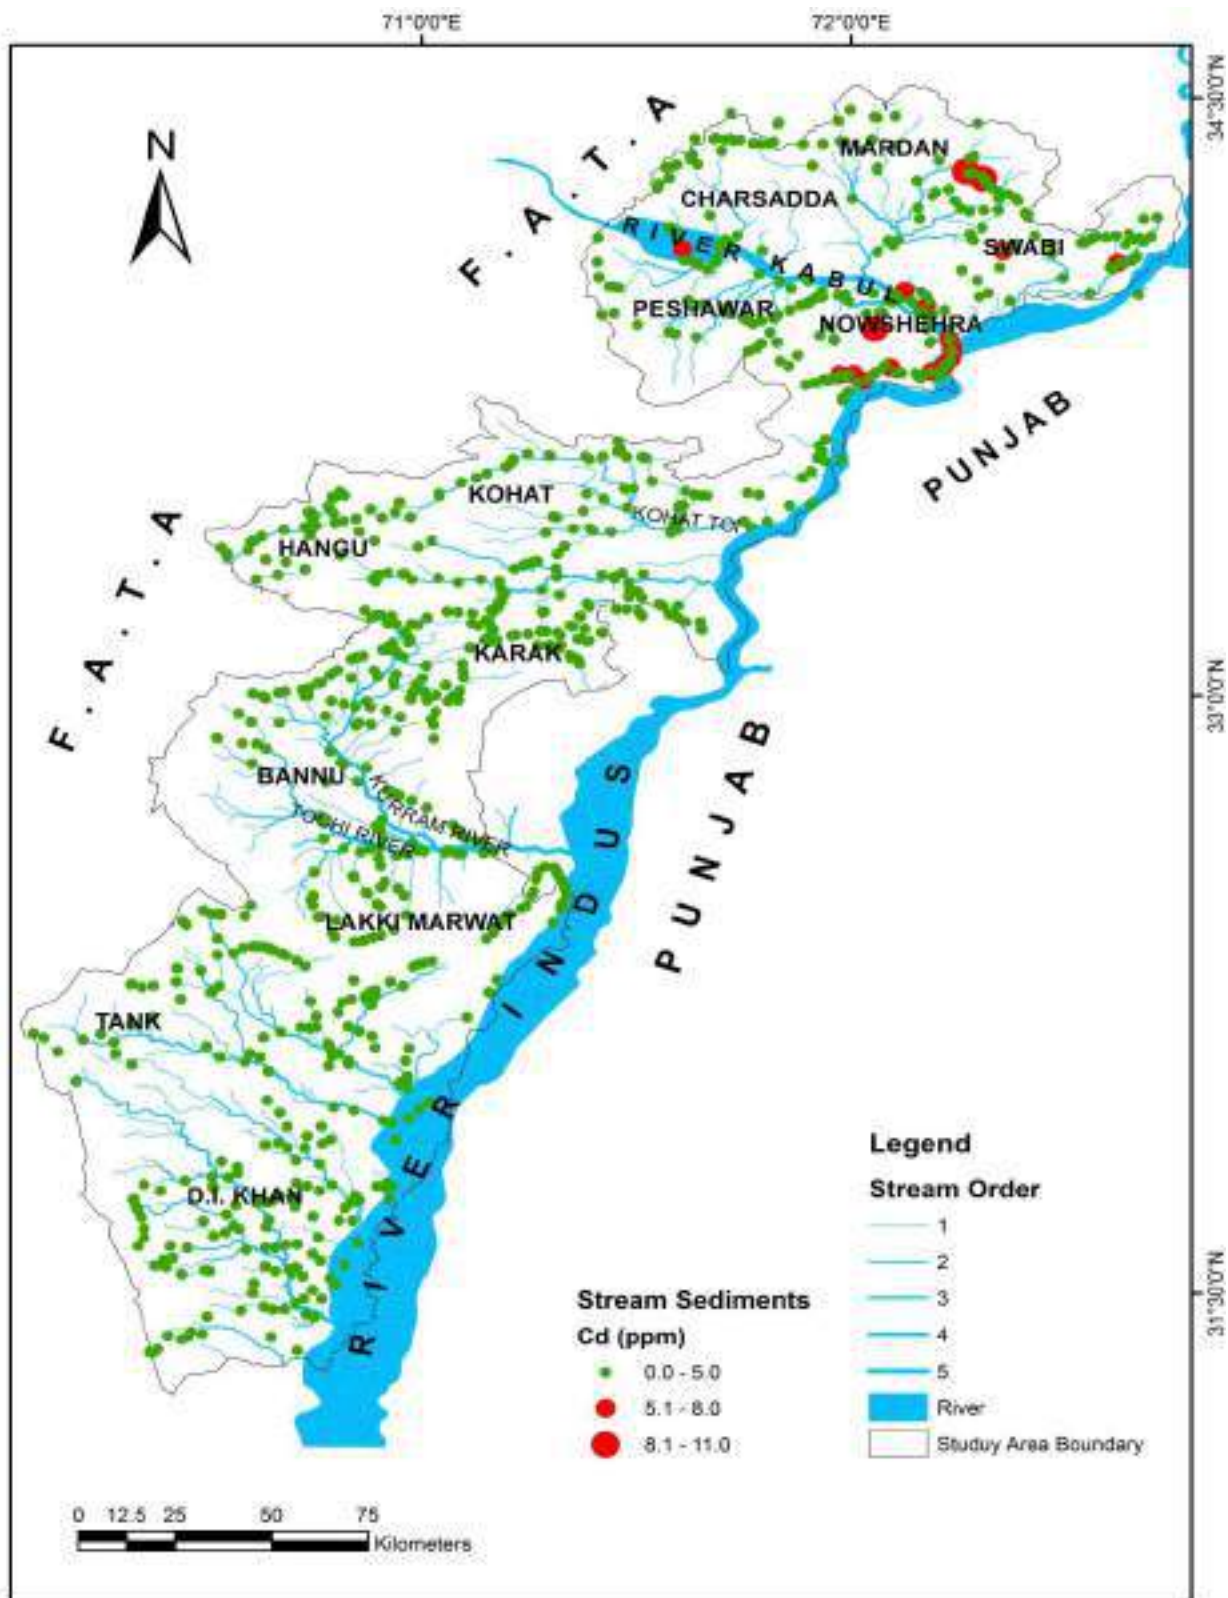 71°0'0"E
72°0'0"E
34°30'0"N
N
F.A.T.A
MARDAN
CHARSADDA
RIVER KABUL
SWABI
PESHAWAR
NOWSHEHRA
PUNJAB
KOHAT
KOHAT TOI
HANGU
F.A.T.A
KARAK
33°0'0"N
BANNU
KURRAM RIVER
TOCHI RIVER
PUNJAB
LAKKI MARWAT
TANK
RIVER INDUS
D.I. KHAN
31°30'0"N
Legend
Stream Order
1
2
3
4
5
River
Studuy Area Boundary
Stream Sediments
Cd (ppm)
0.0 - 5.0
5.1 - 8.0
8.1 - 11.0
0 12.5 25 50 75
Kilometers